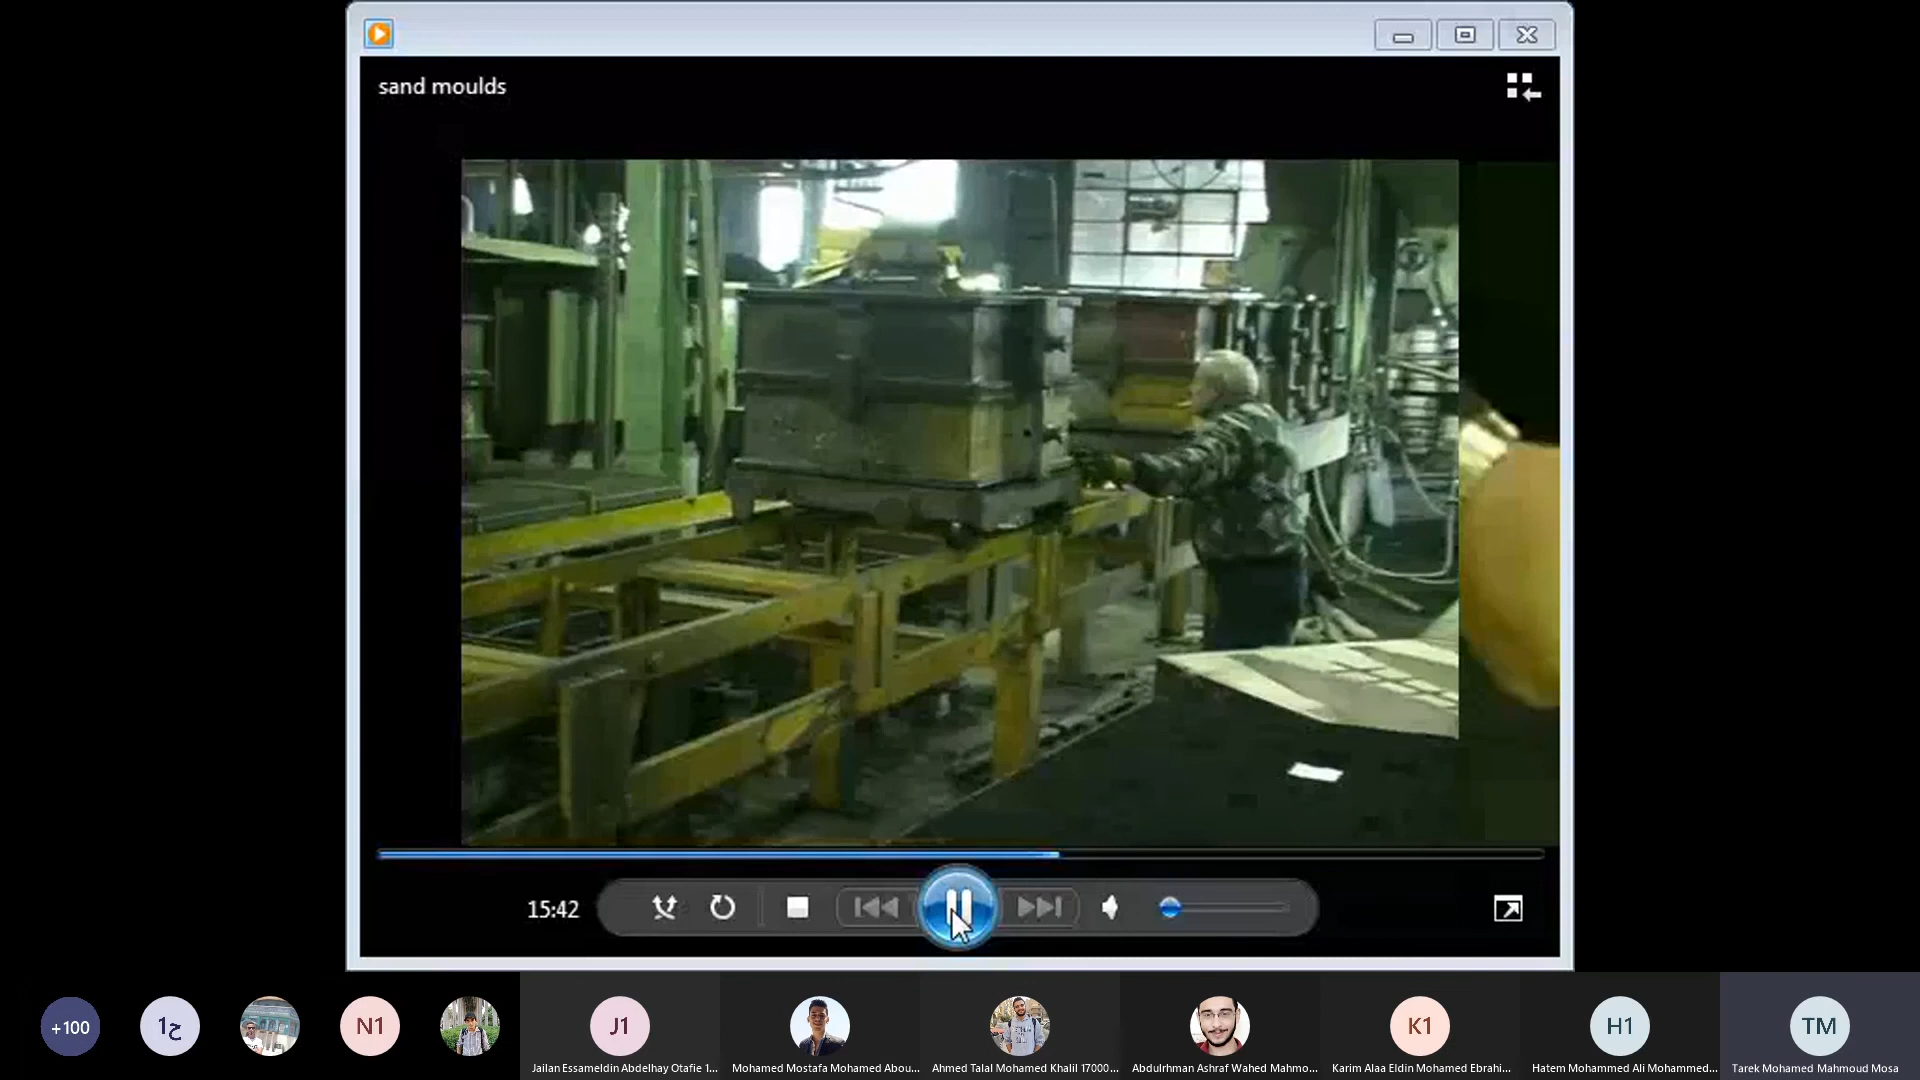 sand moulds
15:42
+100
ح1
N1
J1
K1
H1
TM
Jailan Essameldin Abdelhay Otafie 1...
Mohamed Mostafa Mohamed Abou...
Ahmed Talal Mohamed Khalil 17000...
Abdulrhman Ashraf Wahed Mahmo...
Karim Alaa Eldin Mohamed Ebrahi...
Hatem Mohammed Ali Mohammed...
Tarek Mohamed Mahmoud Mosa